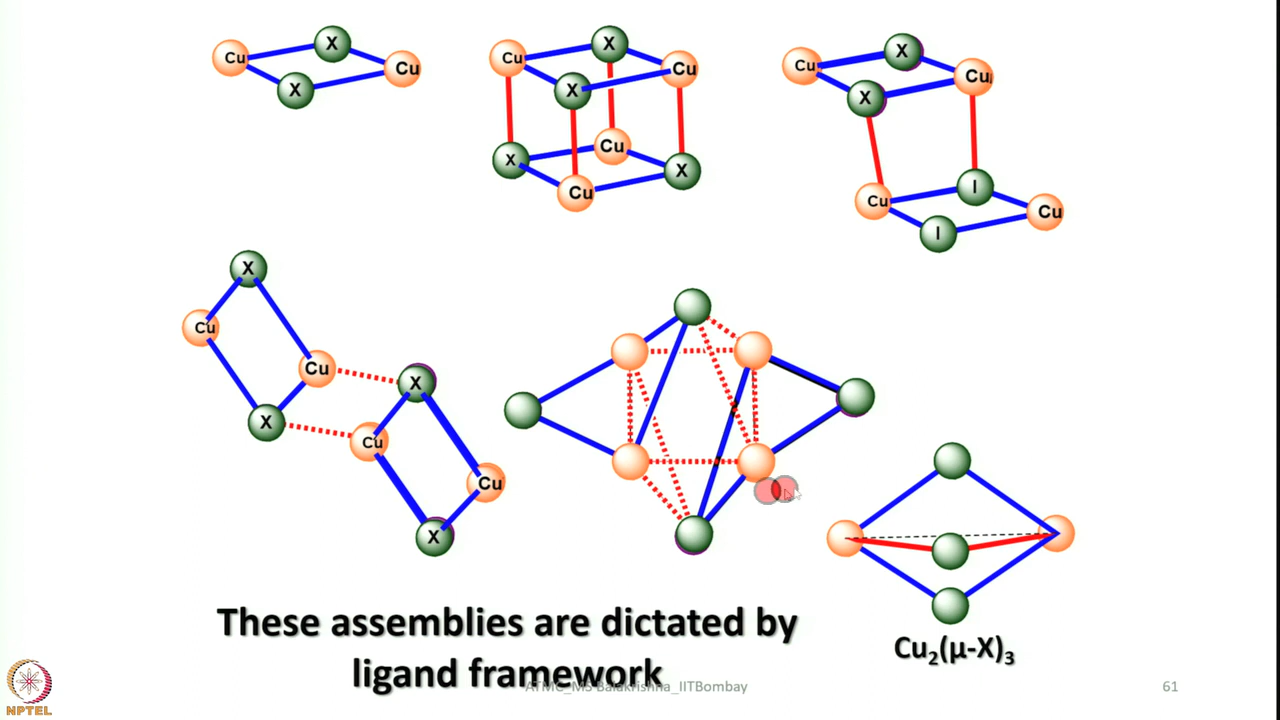 X
Cu
Cu
X
X
Cu
Cu
X
Cu
X
X
Cu
X
Cu
Cu
X
I
Cu
Cu
I
X
Cu
Cu
X
X
Cu
Cu
X
These assemblies are dictated by
ligand framework
Cu₂(μ-X)₃
ATMC_MS Balakrishna_IITBombay
61
NPTEL